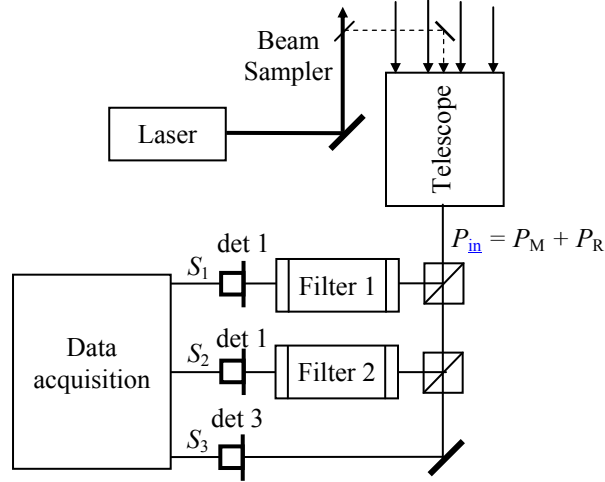 Beam
Sampler
Laser
Telescope
P_in = P_M + P_R
det 1
S_1
Filter 1
Data
acquisition
det 1
S_2
Filter 2
det 3
S_3